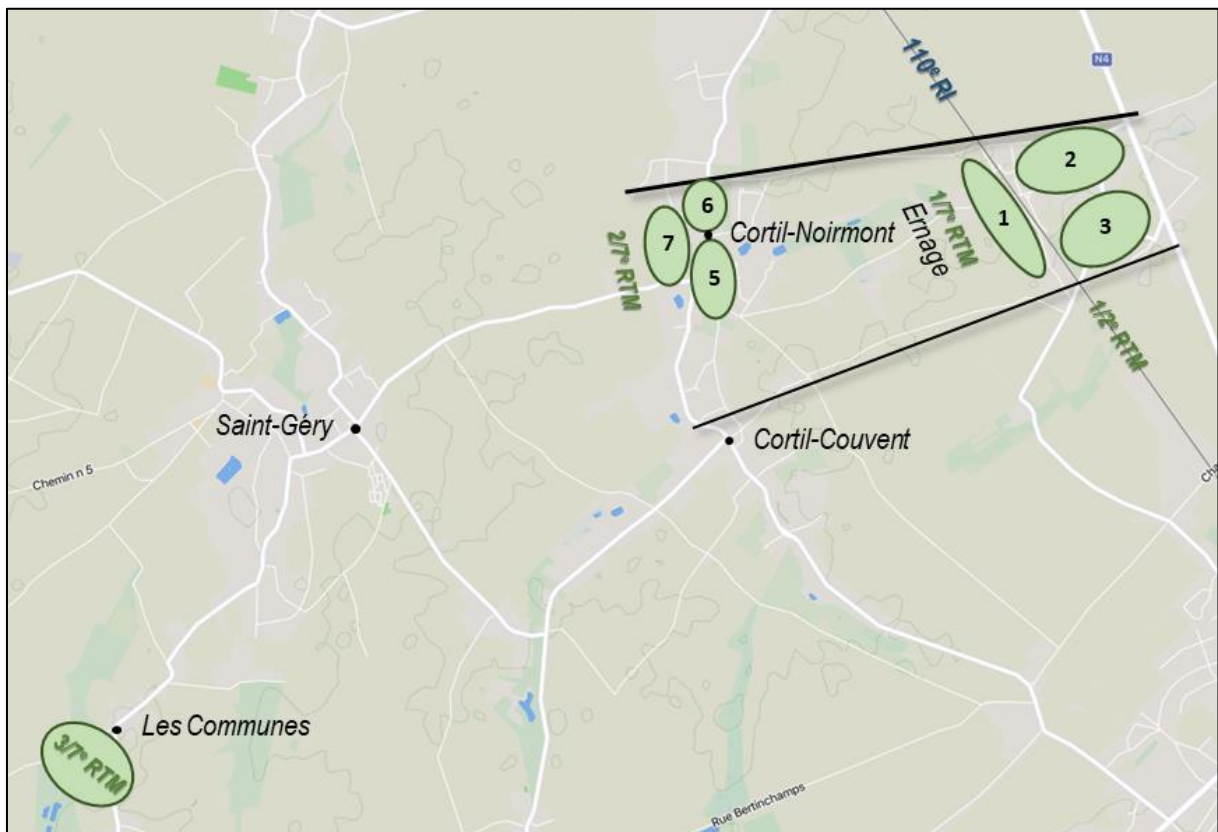 N4
110e RI
2
1
3
1/7e RTM
Ernage
6
7
5
Cortil-Noirmont
2/7e RTM
1/2e RTM
Saint-Géry
Cortil-Couvent
Chemin n 5
Cha
Les Communes
3/7e RTM
Rue Bertinchamps